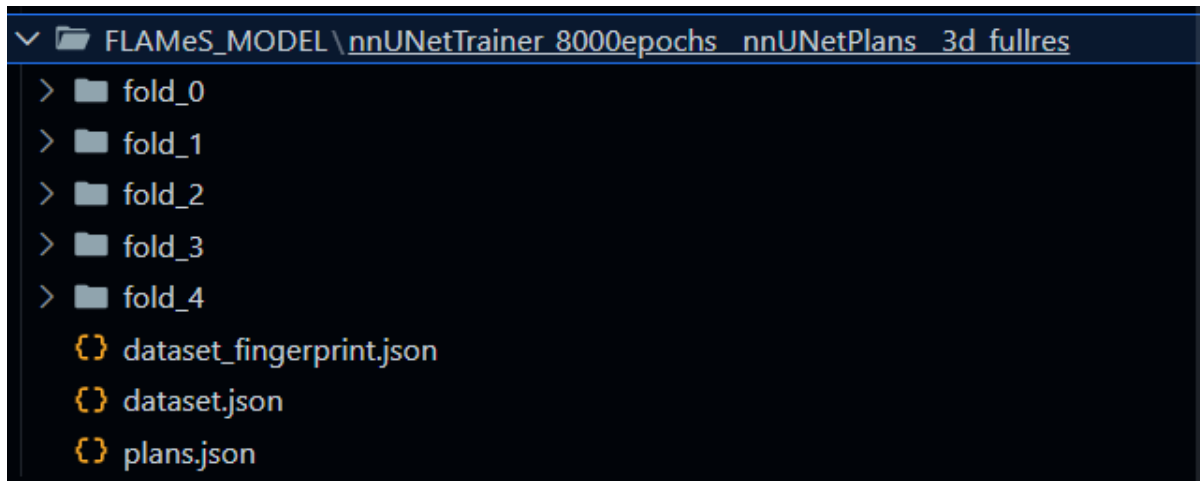 FLAMeS_MODEL\nnUNetTrainer_8000epochs__nnUNetPlans__3d_fullres
fold_0
fold_1
fold_2
fold_3
fold_4
{} dataset_fingerprint.json
{} dataset.json
{} plans.json